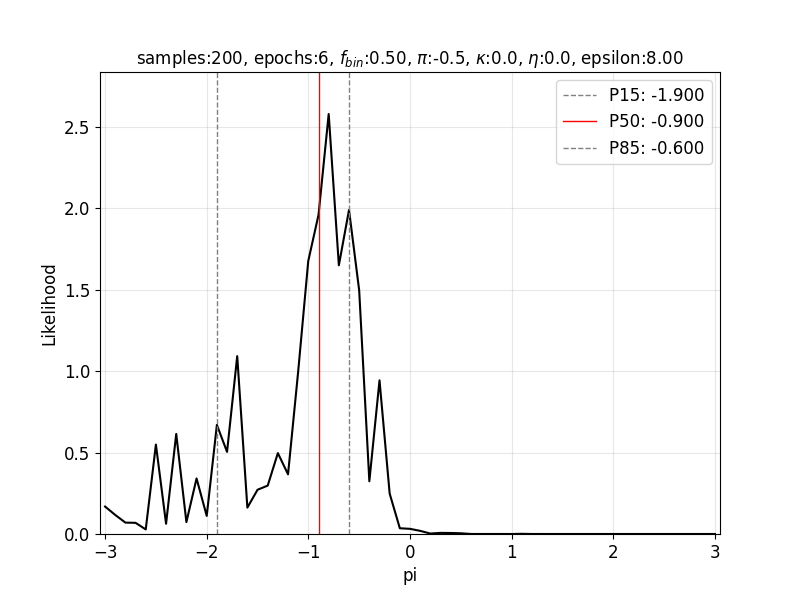 samples:200, epochs:6, f_bin:0.50, π:-0.5, κ:0.0, η:0.0, epsilon:8.00
P15: -1.900
P50: -0.900
P85: -0.600
Likelihood
2.5
2.0
1.5
1.0
0.5
0.0
−3 −2 −1 0 1 2 3
pi